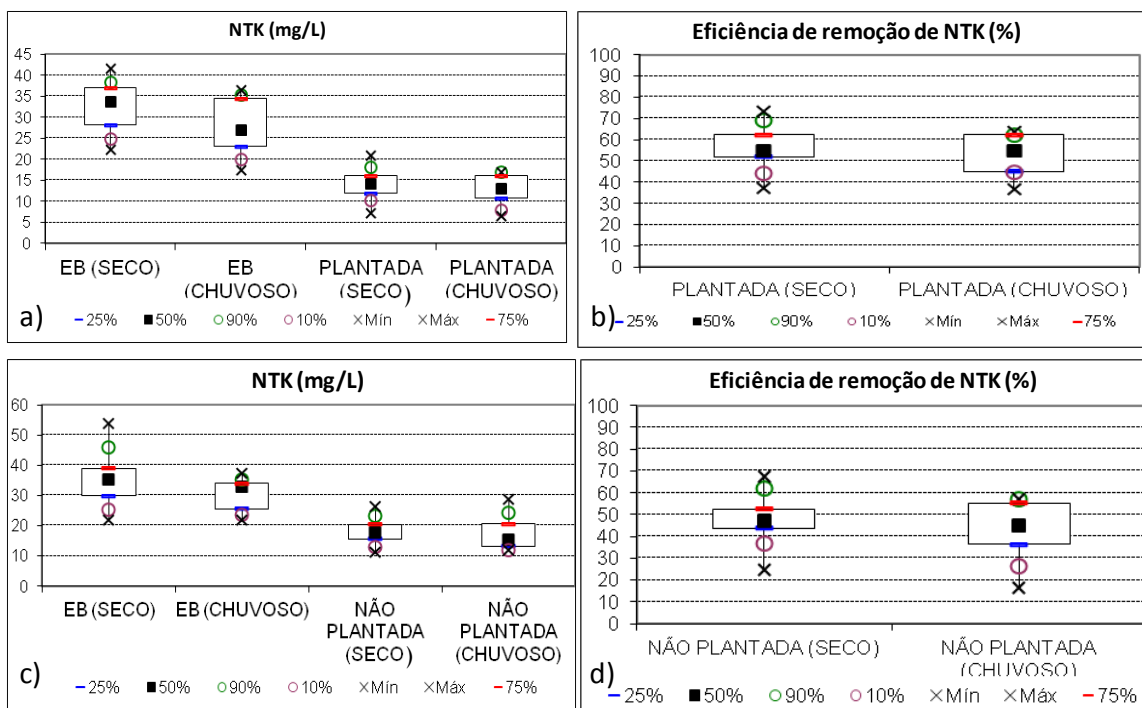 NTK (mg/L)
45
40
35
30
25
20
15
10
5
0
EB (SECO)
EB
(CHUVOSO)
PLANTADA
(SECO)
PLANTADA
(CHUVOSO)
a)
25% 50% 90% 10% Mín Máx 75%
Eficiência de remoção de NTK (%)
100
90
80
70
60
50
40
30
20
10
0
PLANTADA (SECO)
PLANTADA (CHUVOSO)
b)
25% 50% 90% 10% Mín Máx 75%
NTK (mg/L)
60
50
40
30
20
10
0
EB (SECO)
EB (CHUVOSO)
NÃO
PLANTADA
(SECO)
NÃO
PLANTADA
(CHUVOSO)
c)
25% 50% 90% 10% Mín Máx 75%
Eficiência de remoção de NTK (%)
100
90
80
70
60
50
40
30
20
10
0
NÃO PLANTADA (SECO)
NÃO PLANTADA
(CHUVOSO)
d)
25% 50% 90% 10% Mín Máx 75%